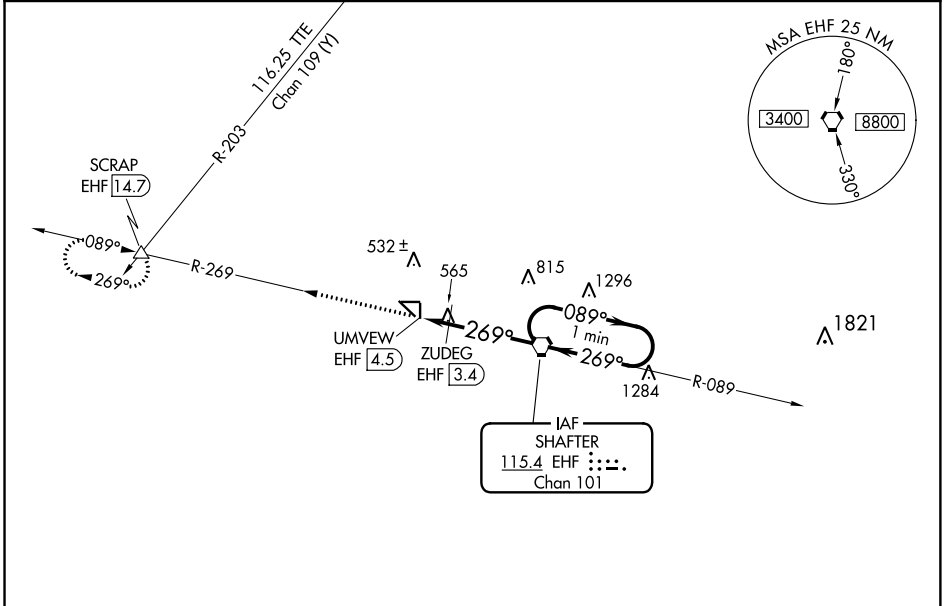 116.25 TTE
Chan 109 (Y)
R-203
MSA EHF 25 NM
180°
3400
8800
330°
SCRAP
EHF 14.7
089°
269°
R-269
532 ±
565
815
1296
1821
UMVEW
EHF 4.5
269°
ZUDEG
EHF 3.4
089°
1 min
269°
1284
R-089
IAF
SHAFTER
115.4 EHF
Chan 101